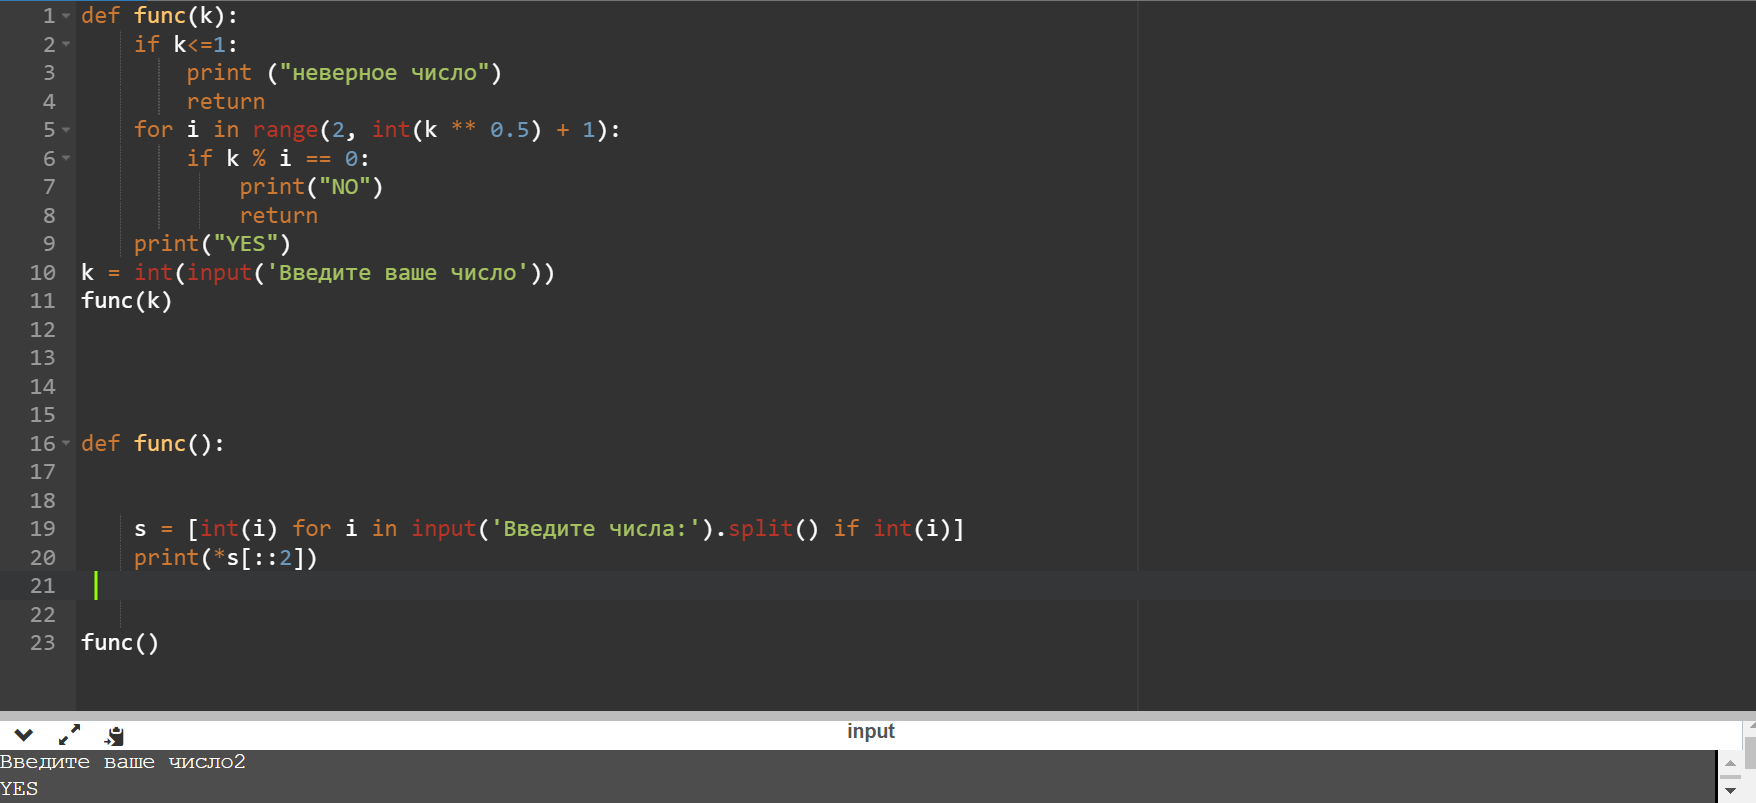 1 def func(k):
2     if k<=1:
3         print ("неверное число")
4         return
5     for i in range(2, int(k ** 0.5) + 1):
6         if k % i == 0:
7             print("NO")
8             return
9     print("YES")
10 k = int(input('Введите ваше число'))
11 func(k)
12
13
14
15
16 def func():
17
18
19     s = [int(i) for i in input('Введите числа:').split() if int(i)]
20     print(*s[::2])
21
22
23 func()
input
Введите ваше число2
YES